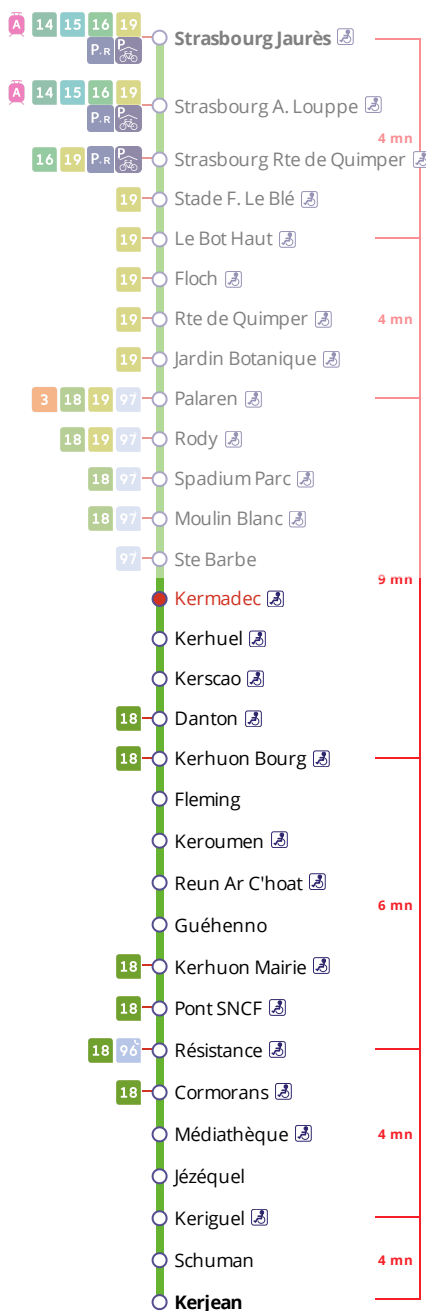 A 14 15 16 19 Strasbourg Jaurès
P+R P
A 14 15 16 19 Strasbourg A. Louppe
P+R P
4 mn
16 19 P+R P Strasbourg Rte de Quimper
19 Stade F. Le Blé
19 Le Bot Haut
19 Floch
19 Rte de Quimper 4 mn
19 Jardin Botanique
3 18 19 97 Palaren
18 19 97 Rody
18 97 Spadium Parc
18 97 Moulin Blanc
97 Ste Barbe
9 mn
Kermadec
Kerhuel
Kerscao
18 Danton
18 Kerhuon Bourg
Fleming
Keroumen
Reun Ar C'hoat
6 mn
Guéhenno
18 Kerhuon Mairie
18 Pont SNCF
18 96 Résistance
18 Cormorans
Médiathèque 4 mn
Jézéquel
Keriguel
Schuman 4 mn
Kerjean